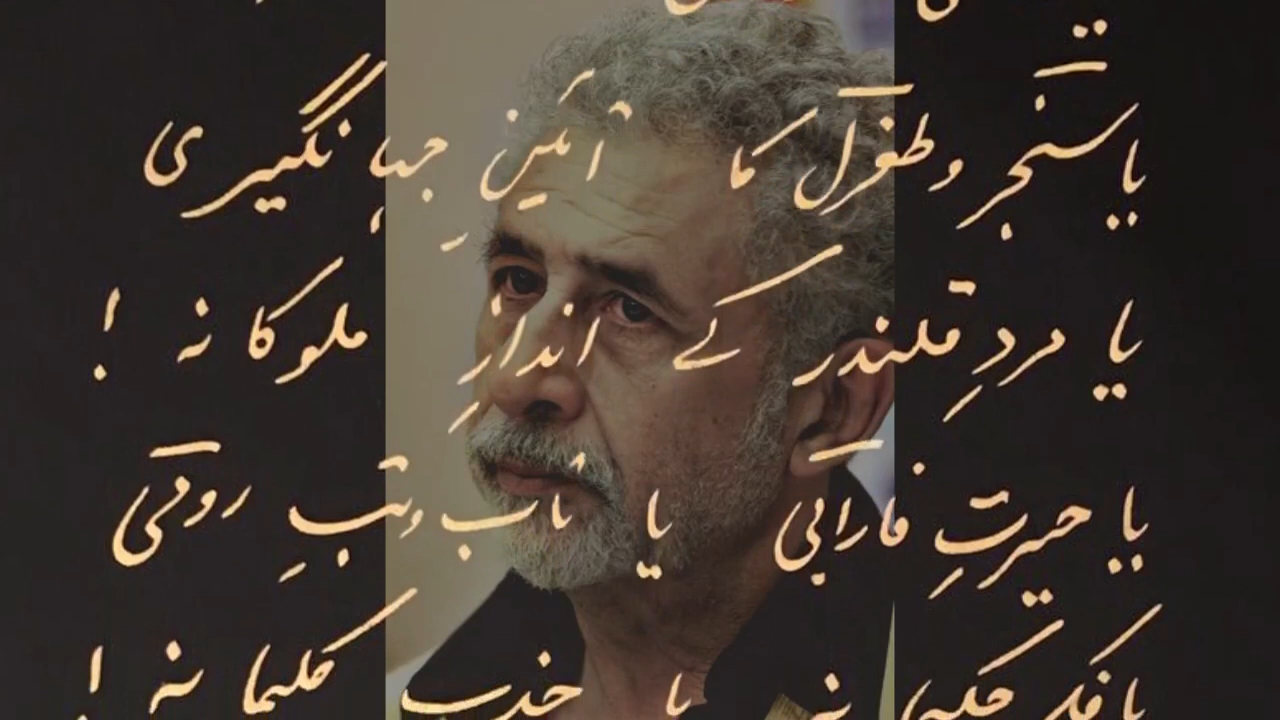 یا سنجر و طغرل کا آئینِ جہانگیری
یا مردِ قلندر کے اندازِ ملوکانہ !
یا حیرتِ فارابی یا تاب و تبِ رومی
یا فکرِ حکیمانہ یا جذبِ کلیمانہ !